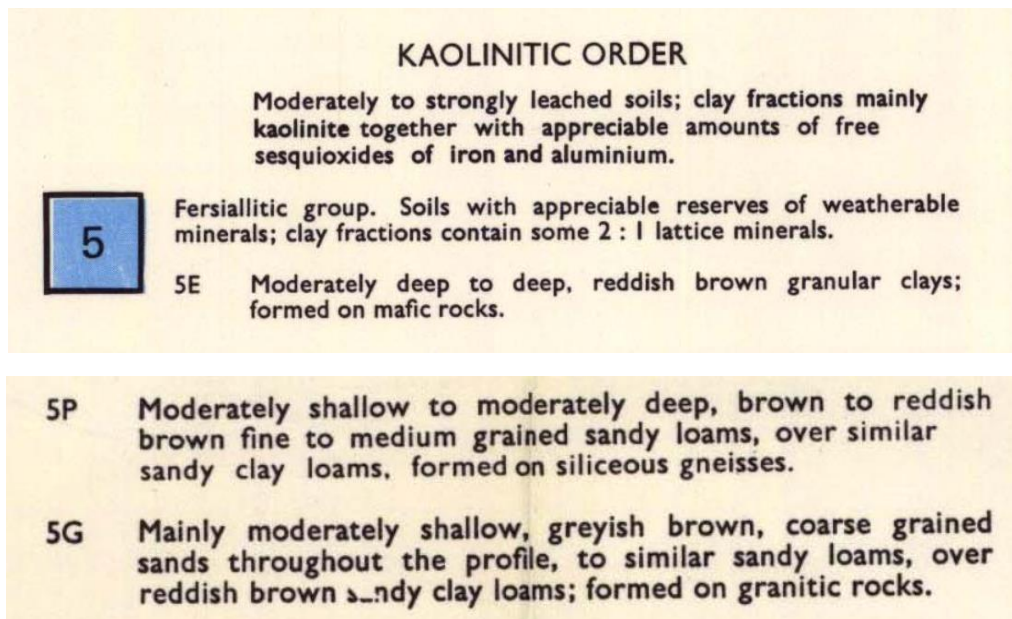 KAOLINITIC ORDER
Moderately to strongly leached soils; clay fractions mainly
kaolinite together with appreciable amounts of free
sesquioxides of iron and aluminium.
5
Fersiallitic group. Soils with appreciable reserves of weatherable
minerals; clay fractions contain some 2 : 1 lattice minerals.
5E Moderately deep to deep, reddish brown granular clays;
formed on mafic rocks.
5P Moderately shallow to moderately deep, brown to reddish
brown fine to medium grained sandy loams, over similar
sandy clay loams, formed on siliceous gneisses.
5G Mainly moderately shallow, greyish brown, coarse grained
sands throughout the profile, to similar sandy loams, over
reddish brown clay loams; formed on granitic rocks.